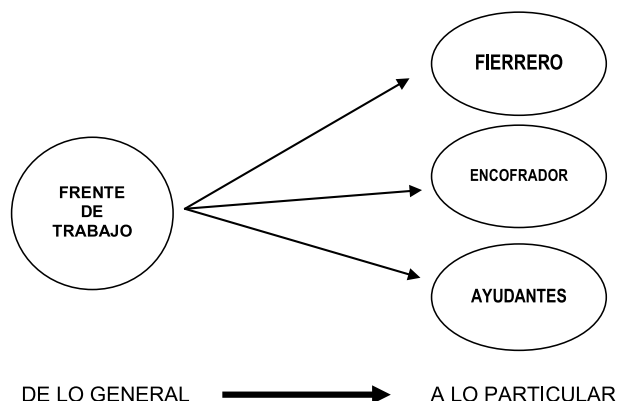 FIERRERO
ENCOFRADOR
FRENTE
DE
TRABAJO
AYUDANTES
DE LO GENERAL
A LO PARTICULAR